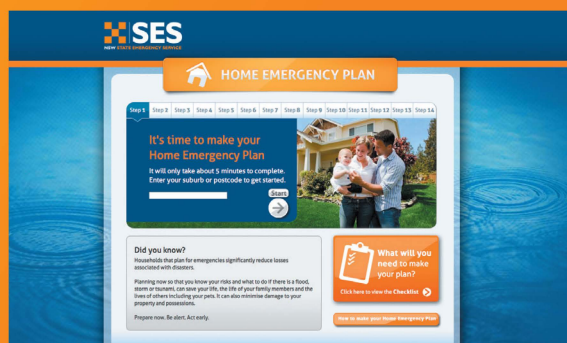 SES
NSW STATE EMERGENCY SERVICE
HOME EMERGENCY PLAN
Step 1 Step 2 Step 3 Step 4 Step 5 Step 6 Step 7 Step 8 Step 9 Step 10 Step 11 Step 12 Step 13 Step 14
It's time to make your
Home Emergency Plan
It will only take about 5 minutes to complete.
Enter your suburb or postcode to get started.
Start
Did you know?
Households that plan for emergencies significantly reduce losses
associated with disasters.
Planning now so that you know your risks and what to do if there is a flood,
storm or tsunami, can save your life, the life of your family members and the
lives of others including your pets. It can also minimise damage to your
property and possessions.
Prepare now. Be alert. Act early.
What will you
need to make
your plan?
Click here to view the Checklist
How to make your Home Emergency Plan